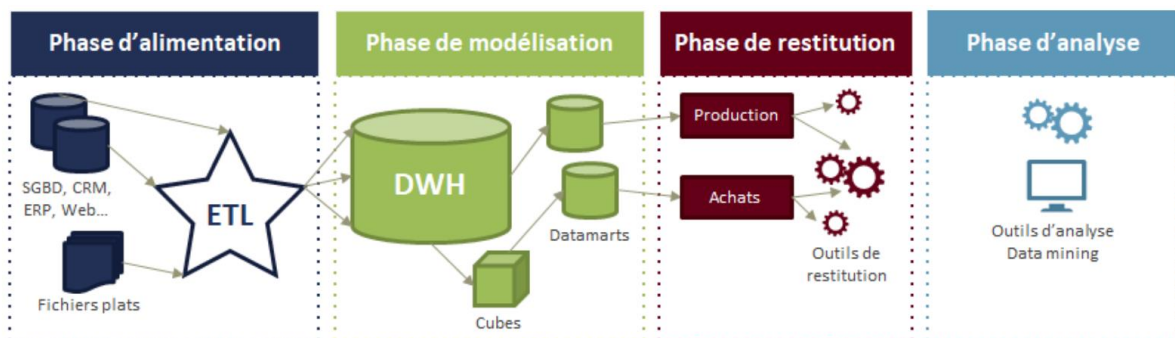 Phase d'alimentation
Phase de modélisation
Phase de restitution
Phase d'analyse
SGBD, CRM,
ERP, Web...
Fichiers plats
ETL
DWH
Datamarts
Cubes
Production
Achats
Outils de
restitution
Outils d'analyse
Data mining